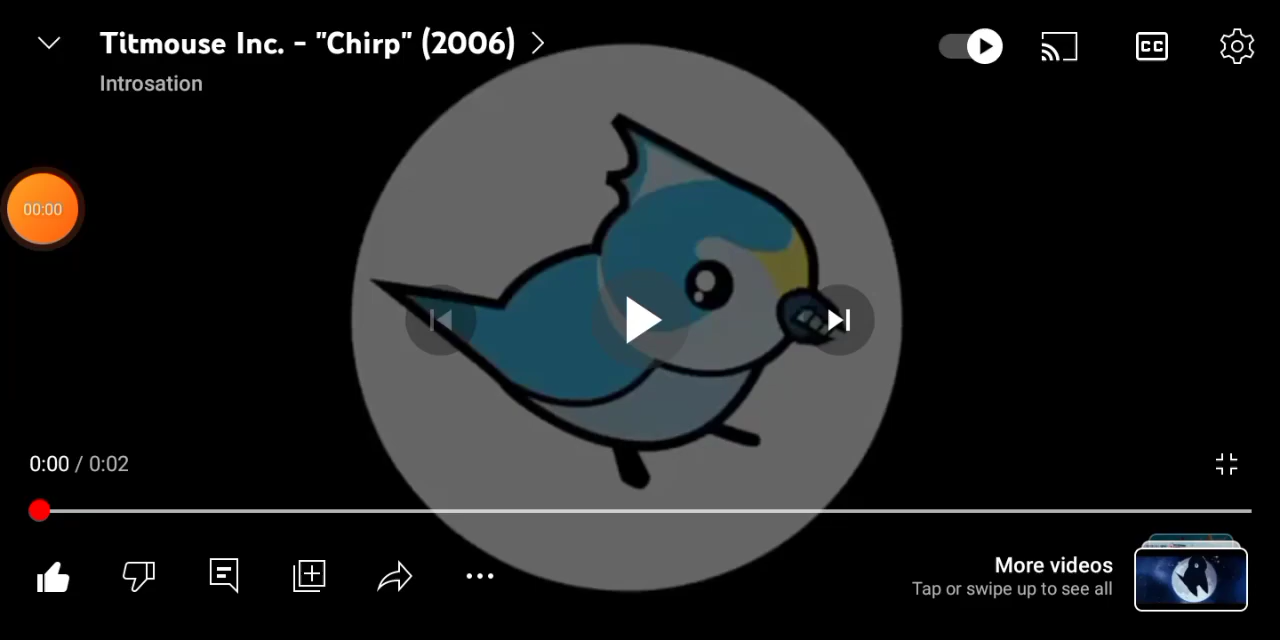 Titmouse Inc. - "Chirp" (2006)
Introsation
CC
00:00
0:00 / 0:02
More videos
Tap or swipe up to see all